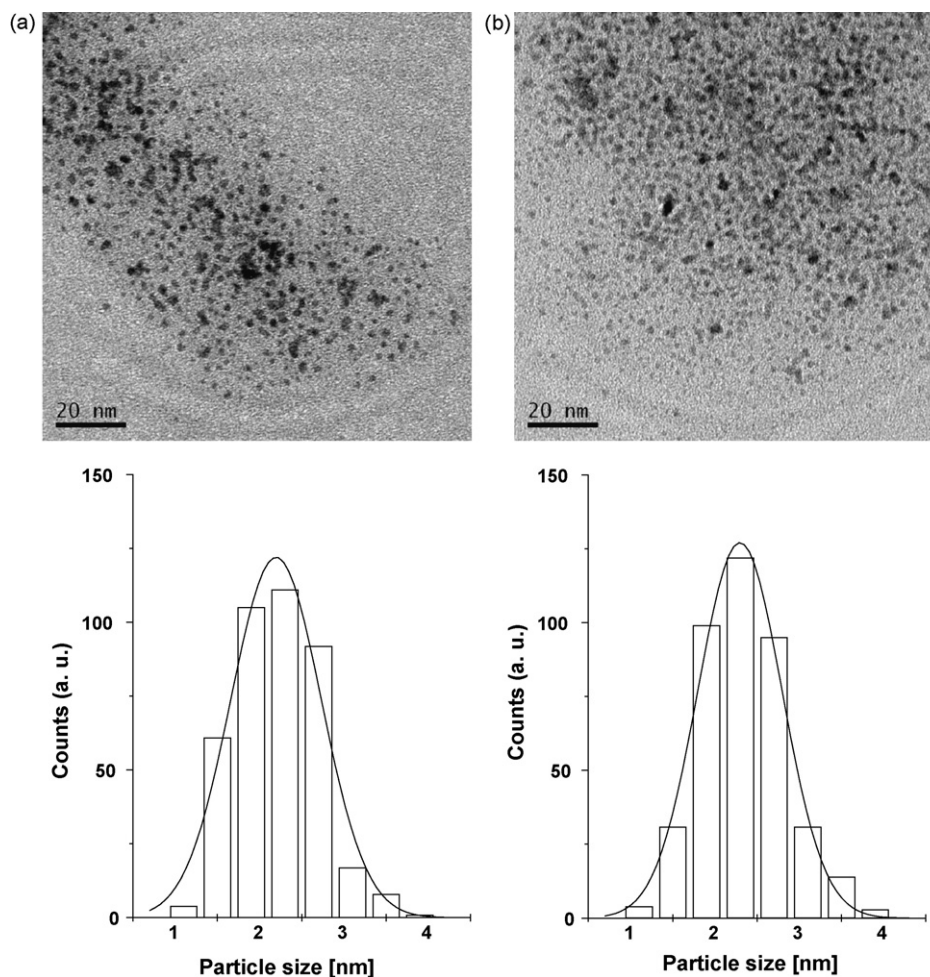 (a)
(b)
20 nm
20 nm
150
100
50
0
Counts (a. u.)
1 2 3 4
Particle size [nm]
150
100
50
0
Counts (a. u.)
1 2 3 4
Particle size [nm]